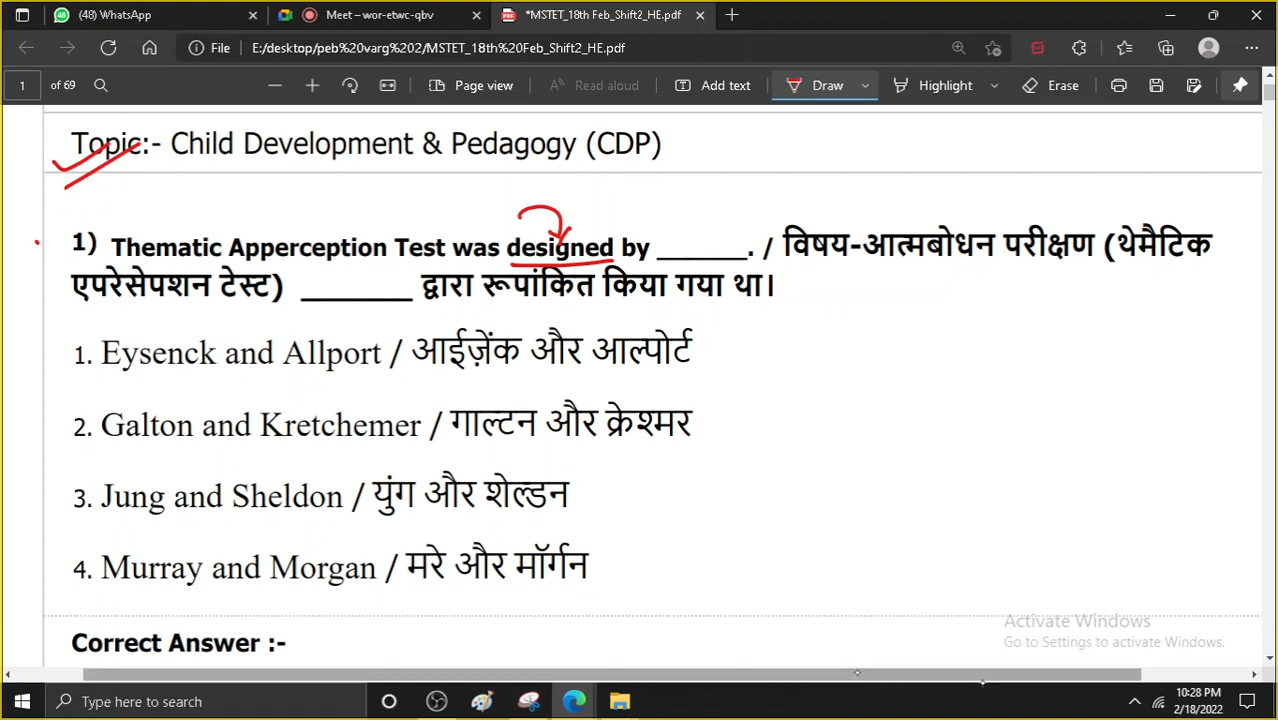 (48) WhatsApp
Meet – wor-etwc-qbv
*MSTET_18th Feb_Shift2_HE.pdf
File E:/desktop/peb%20varg%202/MSTET_18th%20Feb_Shift2_HE.pdf
1 of 69 Page view Read aloud Add text Draw Highlight Erase
Topic:- Child Development & Pedagogy (CDP)
1) Thematic Apperception Test was designed by ______. / विषय-आत्मबोधन परीक्षण (थेमैटिक
एपरेसेपशन टेस्ट) ______ द्वारा रूपांकित किया गया था।
1. Eysenck and Allport / आईज़ेंक और आल्पोर्ट
2. Galton and Kretchemer / गाल्टन और क्रेश्मर
3. Jung and Sheldon / युंग और शेल्डन
4. Murray and Morgan / मरे और मॉर्गन
Correct Answer :-
Activate Windows
Go to Settings to activate Windows.
Type here to search
10:28 PM
2/18/2022